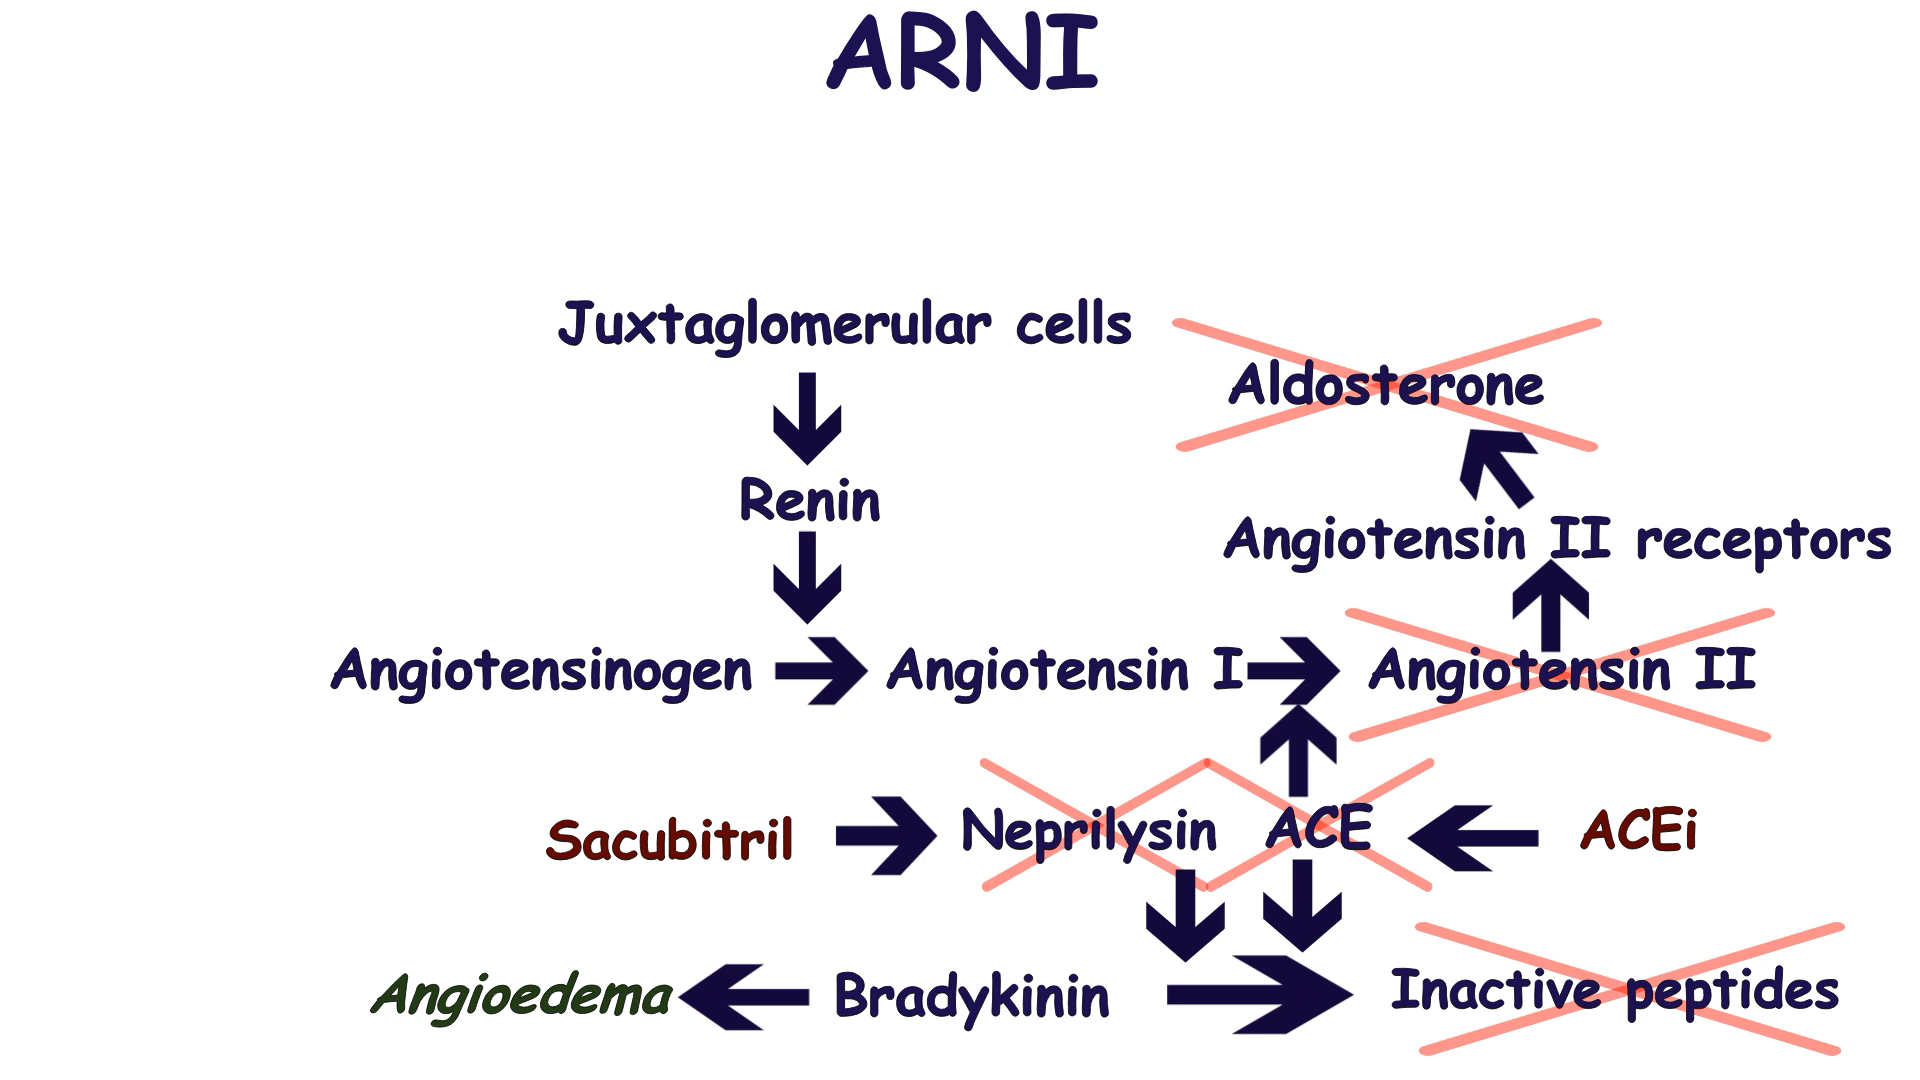 ARNI
Juxtaglomerular cells
Aldosterone
Renin
Angiotensin II receptors
Angiotensinogen
Angiotensin I
Angiotensin II
Sacubitril
Neprilysin
ACE
ACEi
Angioedema
Bradykinin
Inactive peptides